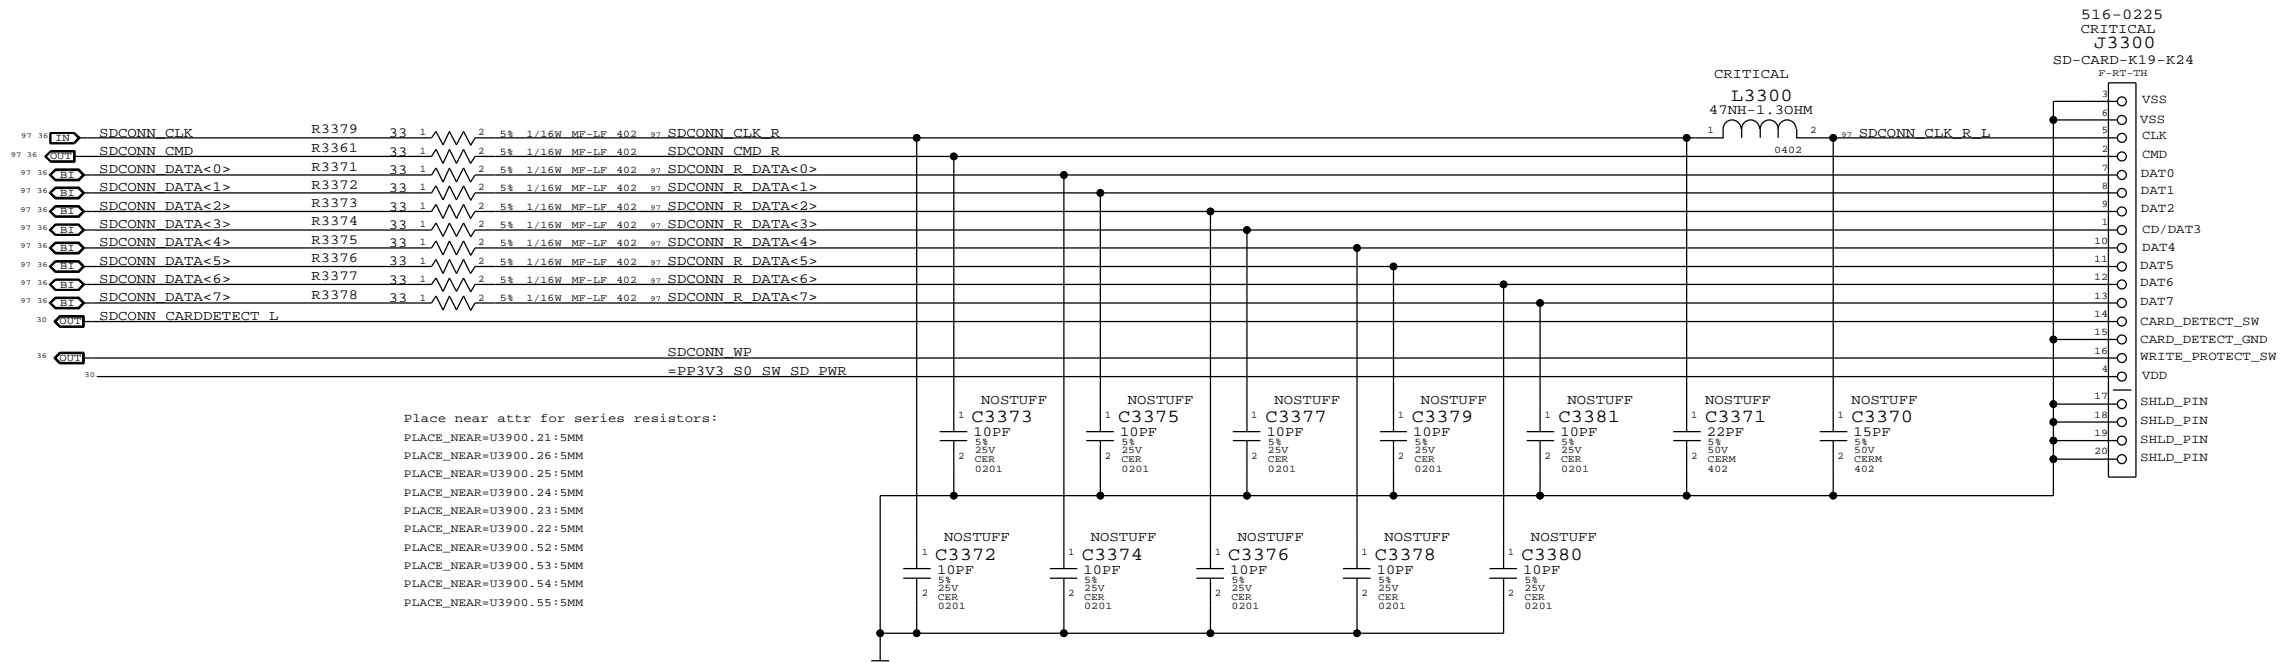 516-0225
CRITICAL
J3300
SD-CARD-K19-K24
F-RT-TH
CRITICAL
L3300
47NH-1.3OHM
1 2
0402
97 36 IN SDCONN_CLK R3379 33 1 2 5% 1/16W MF-LF 402 97 SDCONN_CLK_R
97 SDCONN_CLK_R_L
97 36 OUT SDCONN_CMD R3361 33 1 2 5% 1/16W MF-LF 402 SDCONN_CMD_R
97 36 BI SDCONN_DATA<0> R3371 33 1 2 5% 1/16W MF-LF 402 97 SDCONN_R_DATA<0>
97 36 BI SDCONN_DATA<1> R3372 33 1 2 5% 1/16W MF-LF 402 97 SDCONN_R_DATA<1>
97 36 BI SDCONN_DATA<2> R3373 33 1 2 5% 1/16W MF-LF 402 97 SDCONN_R_DATA<2>
97 36 BI SDCONN_DATA<3> R3374 33 1 2 5% 1/16W MF-LF 402 97 SDCONN_R_DATA<3>
97 36 BI SDCONN_DATA<4> R3375 33 1 2 5% 1/16W MF-LF 402 97 SDCONN_R_DATA<4>
97 36 BI SDCONN_DATA<5> R3376 33 1 2 5% 1/16W MF-LF 402 97 SDCONN_R_DATA<5>
97 36 BI SDCONN_DATA<6> R3377 33 1 2 5% 1/16W MF-LF 402 97 SDCONN_R_DATA<6>
97 36 BI SDCONN_DATA<7> R3378 33 1 2 5% 1/16W MF-LF 402 97 SDCONN_R_DATA<7>
30 OUT SDCONN_CARDDETECT_L
36 OUT SDCONN_WP
30 =PP3V3_S0_SW_SD_PWR
3 VSS
6 VSS
5 CLK
2 CMD
7 DAT0
8 DAT1
9 DAT2
1 CD/DAT3
10 DAT4
11 DAT5
12 DAT6
13 DAT7
14 CARD_DETECT_SW
15 CARD_DETECT_GND
16 WRITE_PROTECT_SW
4 VDD
17 SHLD_PIN
18 SHLD_PIN
19 SHLD_PIN
20 SHLD_PIN
Place near attr for series resistors:
PLACE_NEAR=U3900.21:5MM
PLACE_NEAR=U3900.26:5MM
PLACE_NEAR=U3900.25:5MM
PLACE_NEAR=U3900.24:5MM
PLACE_NEAR=U3900.23:5MM
PLACE_NEAR=U3900.22:5MM
PLACE_NEAR=U3900.52:5MM
PLACE_NEAR=U3900.53:5MM
PLACE_NEAR=U3900.54:5MM
PLACE_NEAR=U3900.55:5MM
NOSTUFF
1 C3373
10PF
5%
25V
2 CER
0201
NOSTUFF
1 C3375
10PF
5%
25V
2 CER
0201
NOSTUFF
1 C3377
10PF
5%
25V
2 CER
0201
NOSTUFF
1 C3379
10PF
5%
25V
2 CER
0201
NOSTUFF
1 C3381
10PF
5%
25V
2 CER
0201
NOSTUFF
1 C3371
22PF
5%
50V
2 CERM
402
NOSTUFF
1 C3370
15PF
5%
50V
2 CERM
402
NOSTUFF
1 C3372
10PF
5%
25V
2 CER
0201
NOSTUFF
1 C3374
10PF
5%
25V
2 CER
0201
NOSTUFF
1 C3376
10PF
5%
25V
2 CER
0201
NOSTUFF
1 C3378
10PF
5%
25V
2 CER
0201
NOSTUFF
1 C3380
10PF
5%
25V
2 CER
0201